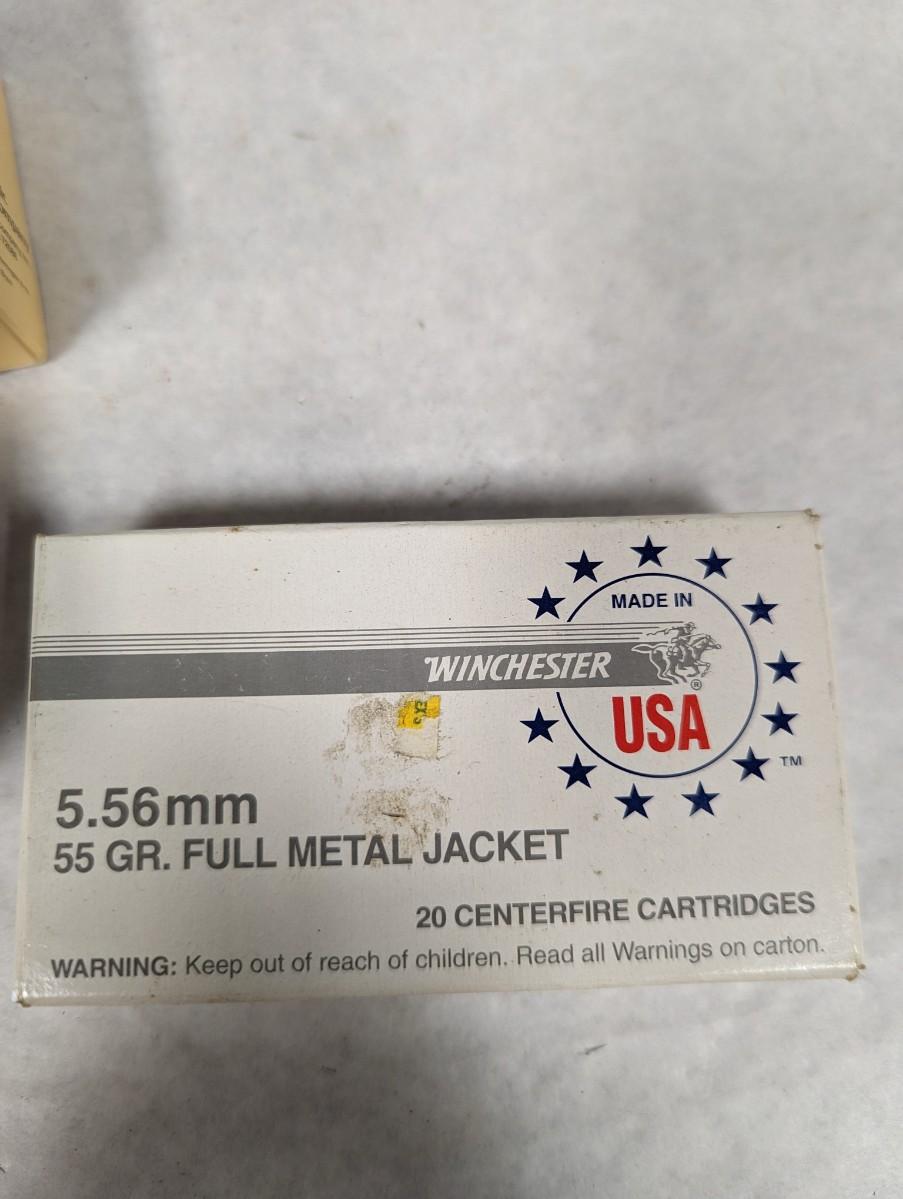 MADE IN
WINCHESTER
®
USA
TM
5.56mm
55 GR. FULL METAL JACKET
20 CENTERFIRE CARTRIDGES
WARNING: Keep out of reach of children. Read all Warnings on carton.